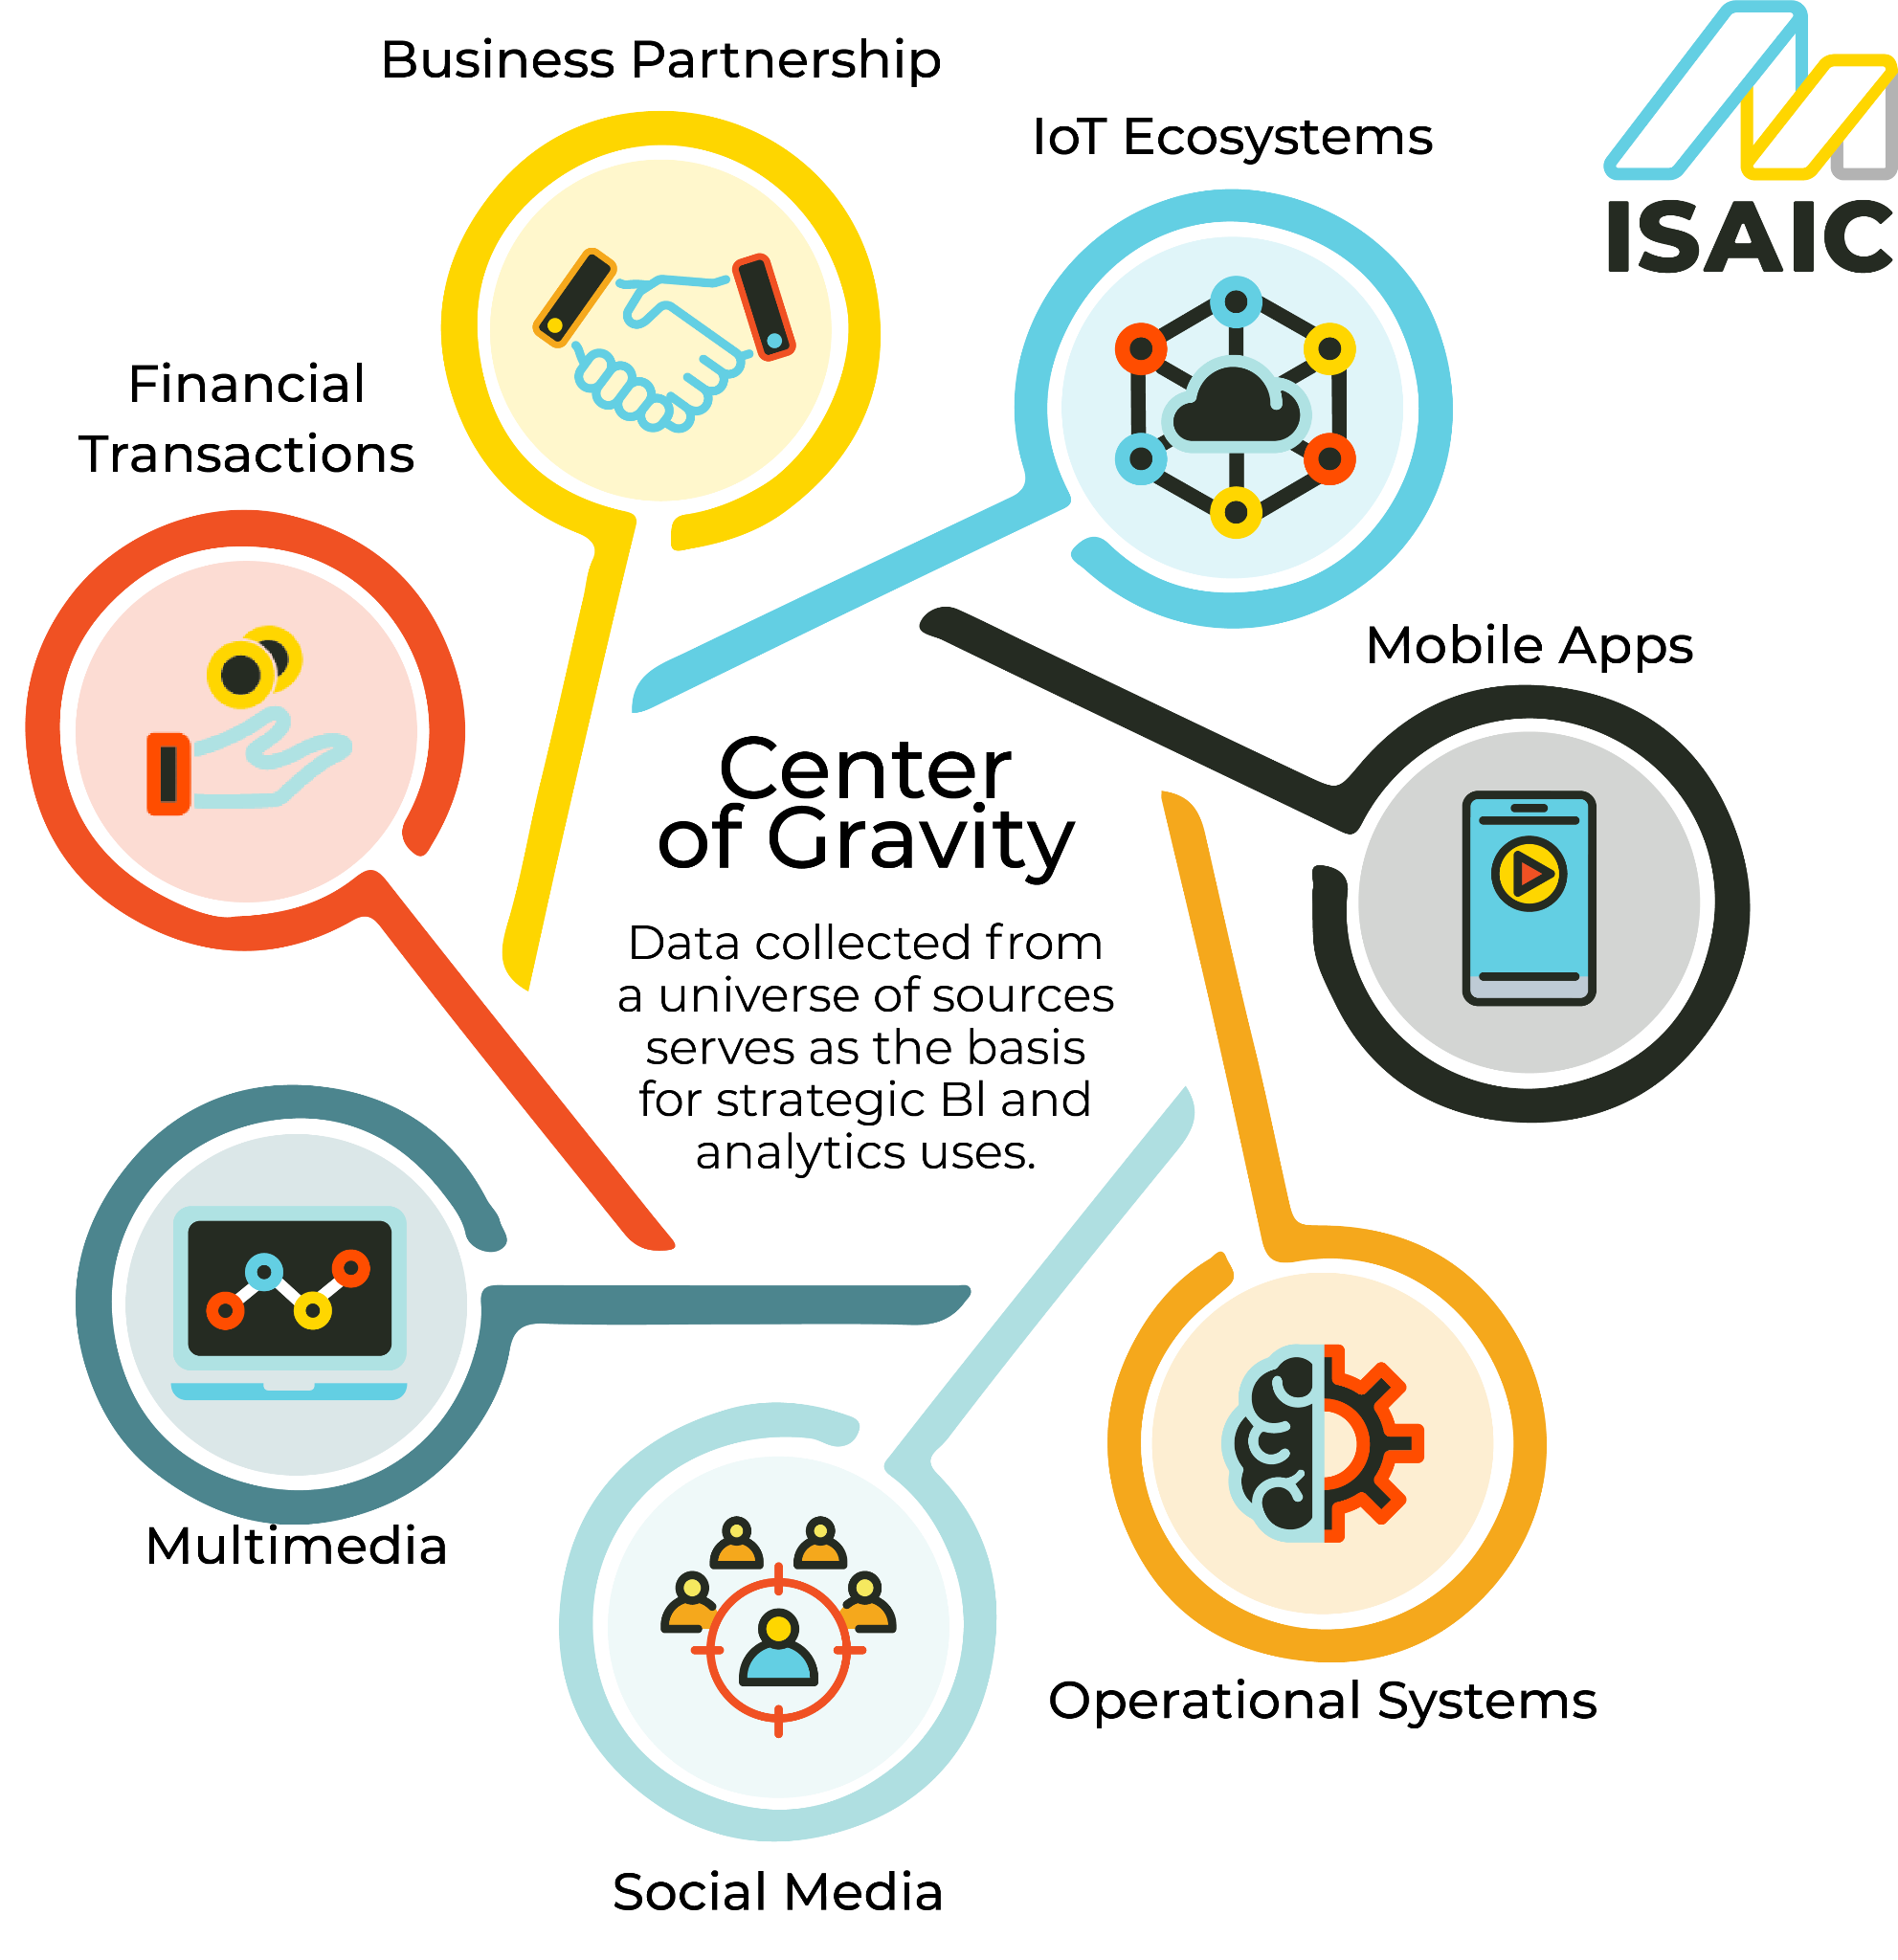 Business Partnership
IoT Ecosystems
ISAIC
Financial
Transactions
Mobile Apps
Center
of Gravity
Data collected from
a universe of sources
serves as the basis
for strategic BI and
analytics uses.
Multimedia
Operational Systems
Social Media